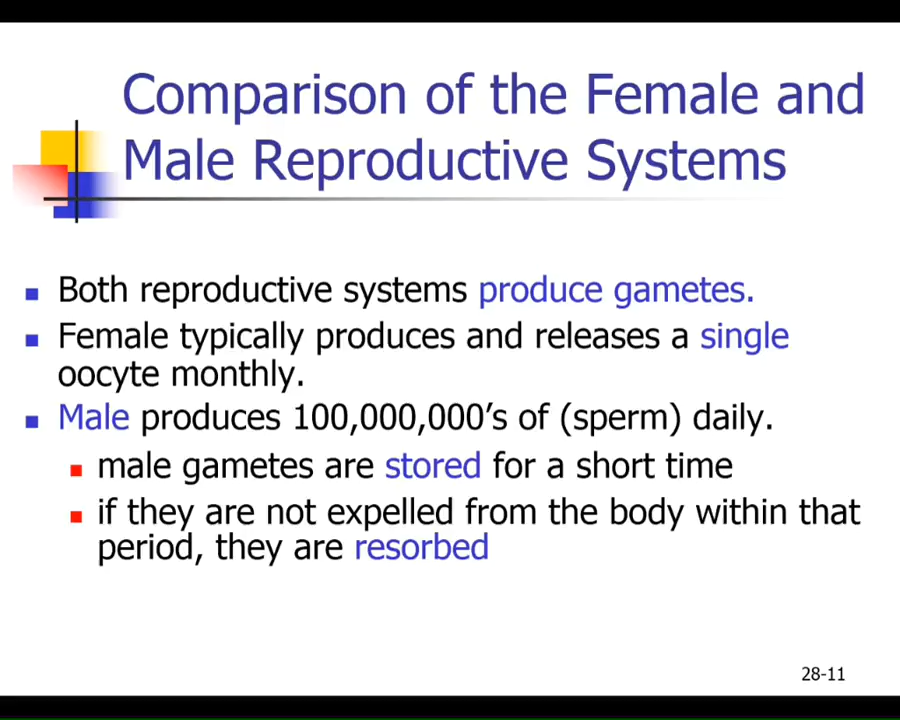 Comparison of the Female and
Male Reproductive Systems
Both reproductive systems produce gametes.
Female typically produces and releases a single
oocyte monthly.
Male produces 100,000,000’s of (sperm) daily.
male gametes are stored for a short time
if they are not expelled from the body within that
period, they are resorbed
28-11